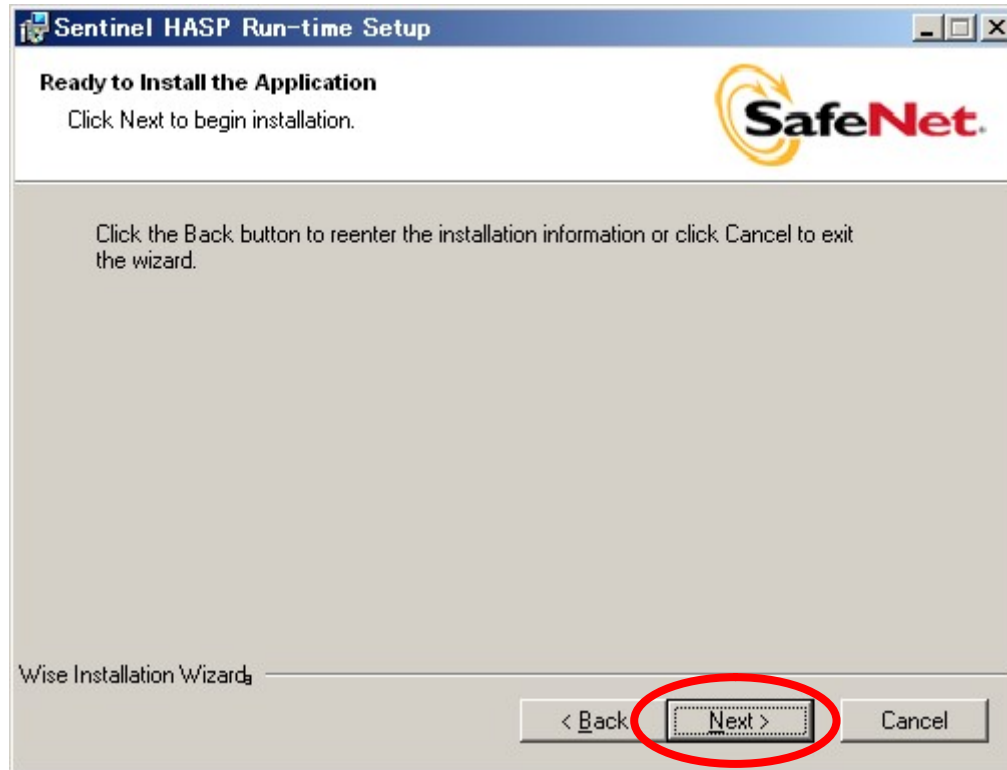 Sentinel HASP Run-time Setup
Ready to Install the Application
Click Next to begin installation.
SafeNet.
Click the Back button to reenter the installation information or click Cancel to exit
the wizard.
Wise Installation Wizard
< Back
Next >
Cancel